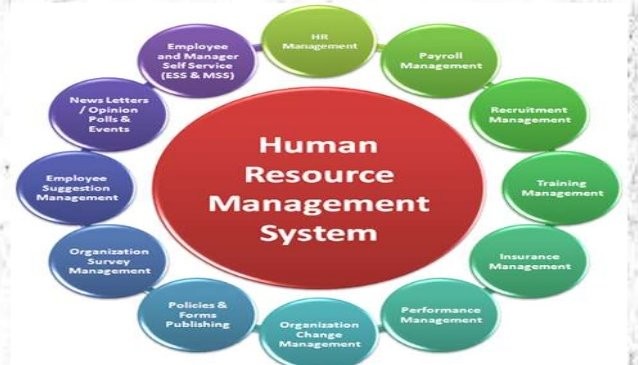 HR
Management
Payroll
Management
Recruitment
Management
Training
Management
Insurance
Management
Performance
Management
Organization
Change
Management
Policies &
Forms
Publishing
Organization
Survey
Management
Employee
Suggestion
Management
News Letters
/ Opinion
Polls &
Events
Employee
and Manager
Self Service
(ESS & MSS)
Human
Resource
Management
System